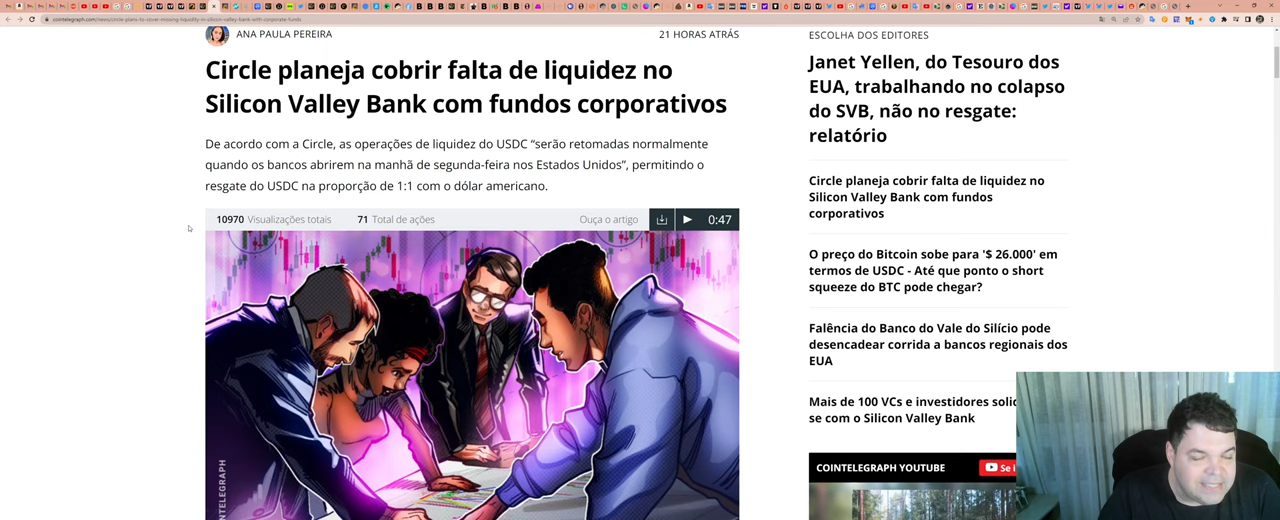 cointelegraph.com/news/circle-plans-to-cover-missing-liquidity-in-silicon-valley-bank-with-corporate-funds
ANA PAULA PEREIRA
21 HORAS ATRÁS
Circle planeja cobrir falta de liquidez no
Silicon Valley Bank com fundos corporativos
De acordo com a Circle, as operações de liquidez do USDC “serão retomadas normalmente
quando os bancos abrirem na manhã de segunda-feira nos Estados Unidos”, permitindo o
resgate do USDC na proporção de 1:1 com o dólar americano.
10970 Visualizações totais
71 Total de ações
Ouça o artigo
0:47
COINTELEGRAPH
ESCOLHA DOS EDITORES
Janet Yellen, do Tesouro dos
EUA, trabalhando no colapso
do SVB, não no resgate:
relatório
Circle planeja cobrir falta de liquidez no
Silicon Valley Bank com fundos
corporativos
O preço do Bitcoin sobe para '$ 26.000' em
termos de USDC - Até que ponto o short
squeeze do BTC pode chegar?
Falência do Banco do Vale do Silício pode
desencadear corrida a bancos regionais dos
EUA
Mais de 100 VCs e investidores
se com o Silicon Valley Bank
COINTELEGRAPH YOUTUBE